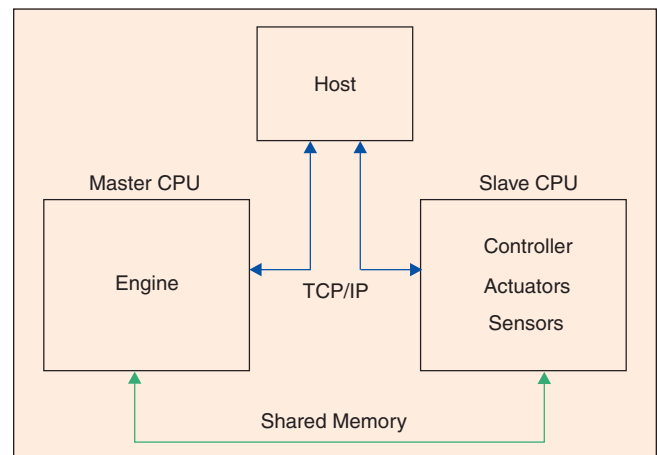 Host
Master CPU
Slave CPU
Engine
Controller
Actuators
Sensors
TCP/IP
Shared Memory